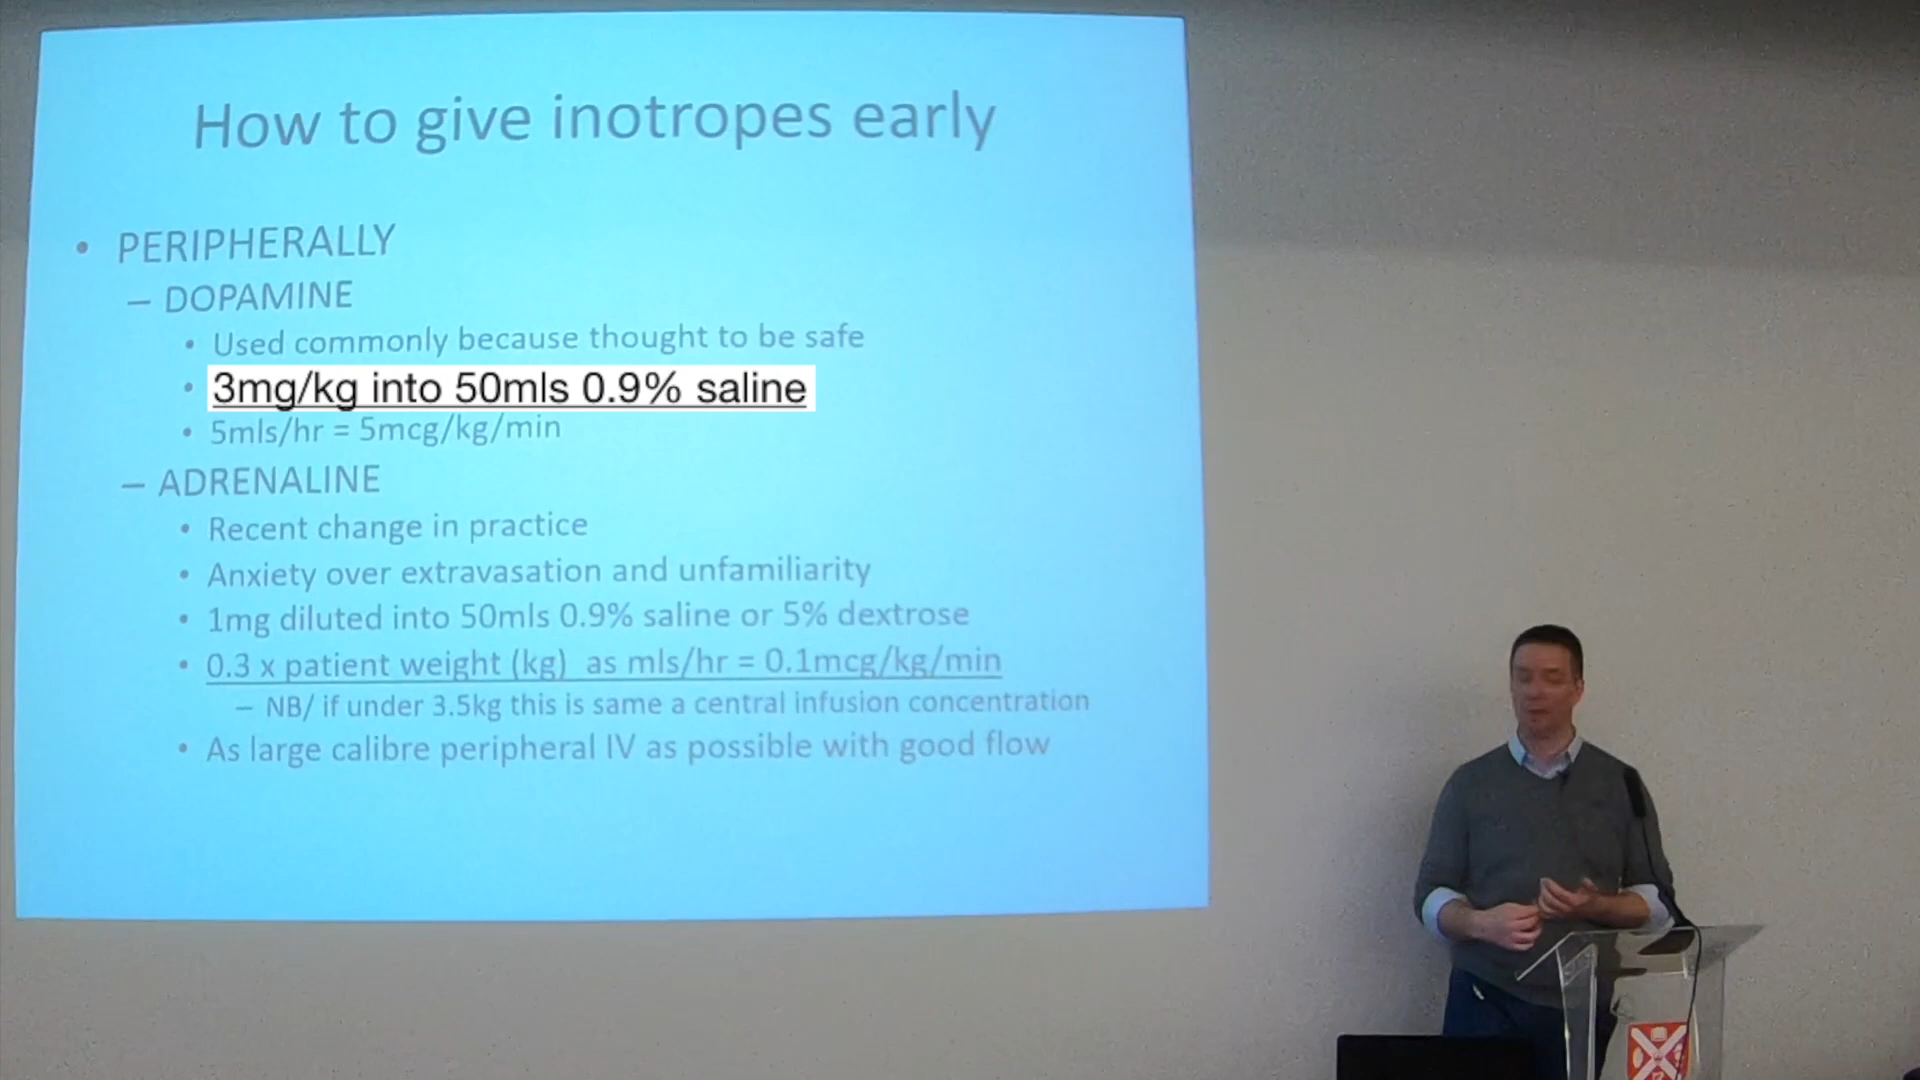 How to give inotropes early
• PERIPHERALLY
– DOPAMINE
• Used commonly because thought to be safe
• 3mg/kg into 50mls 0.9% saline
• 5mls/hr = 5mcg/kg/min
– ADRENALINE
• Recent change in practice
• Anxiety over extravasation and unfamiliarity
• 1mg diluted into 50mls 0.9% saline or 5% dextrose
• 0.3 x patient weight (kg) as mls/hr = 0.1mcg/kg/min
– NB/ if under 3.5kg this is same a central infusion concentration
• As large calibre peripheral IV as possible with good flow